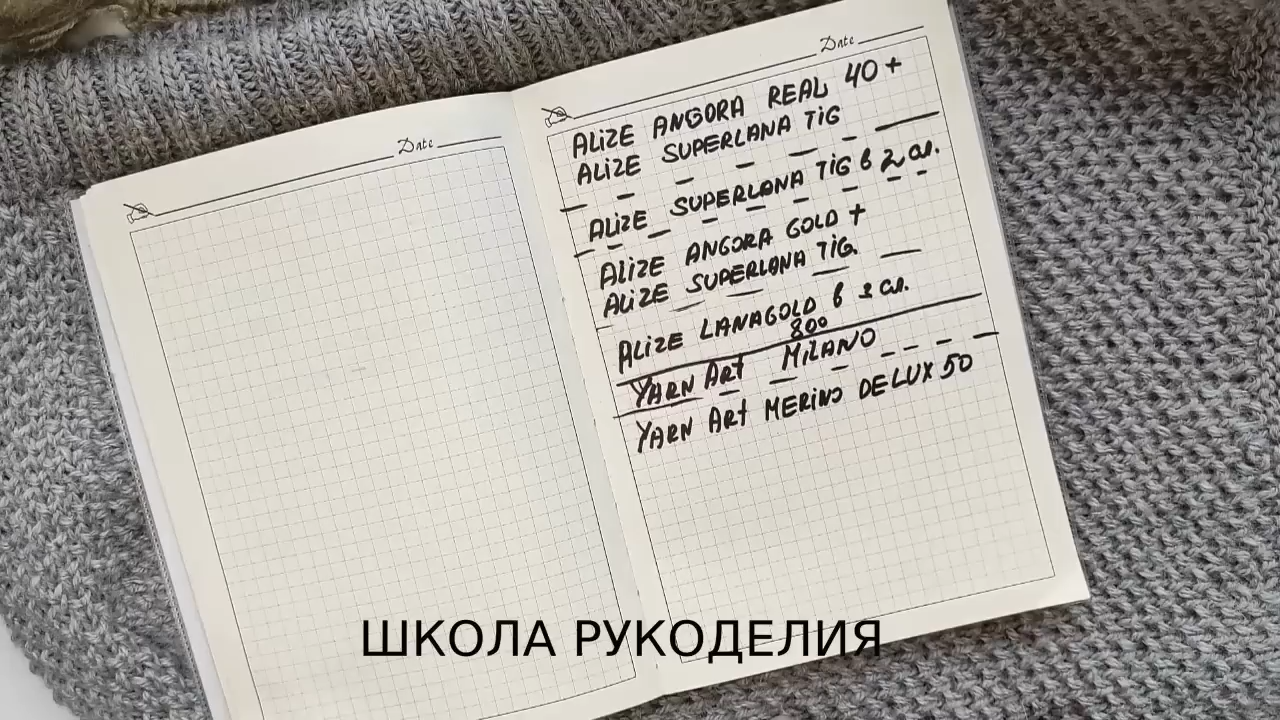 Date
Date
ALIZE ANGORA REAL 40 +
ALIZE SUPERLANA TIG
ALIZE SUPERLANA TIG в 2 сл.
ALIZE ANGORA GOLD +
ALIZE SUPERLANA TIG.
ALIZE LANAGOLD в 2 сл.
800
YARN Art MiLANO
YARN Art MERiNO DELUX 50
ШКОЛА РУКОДЕЛИЯ